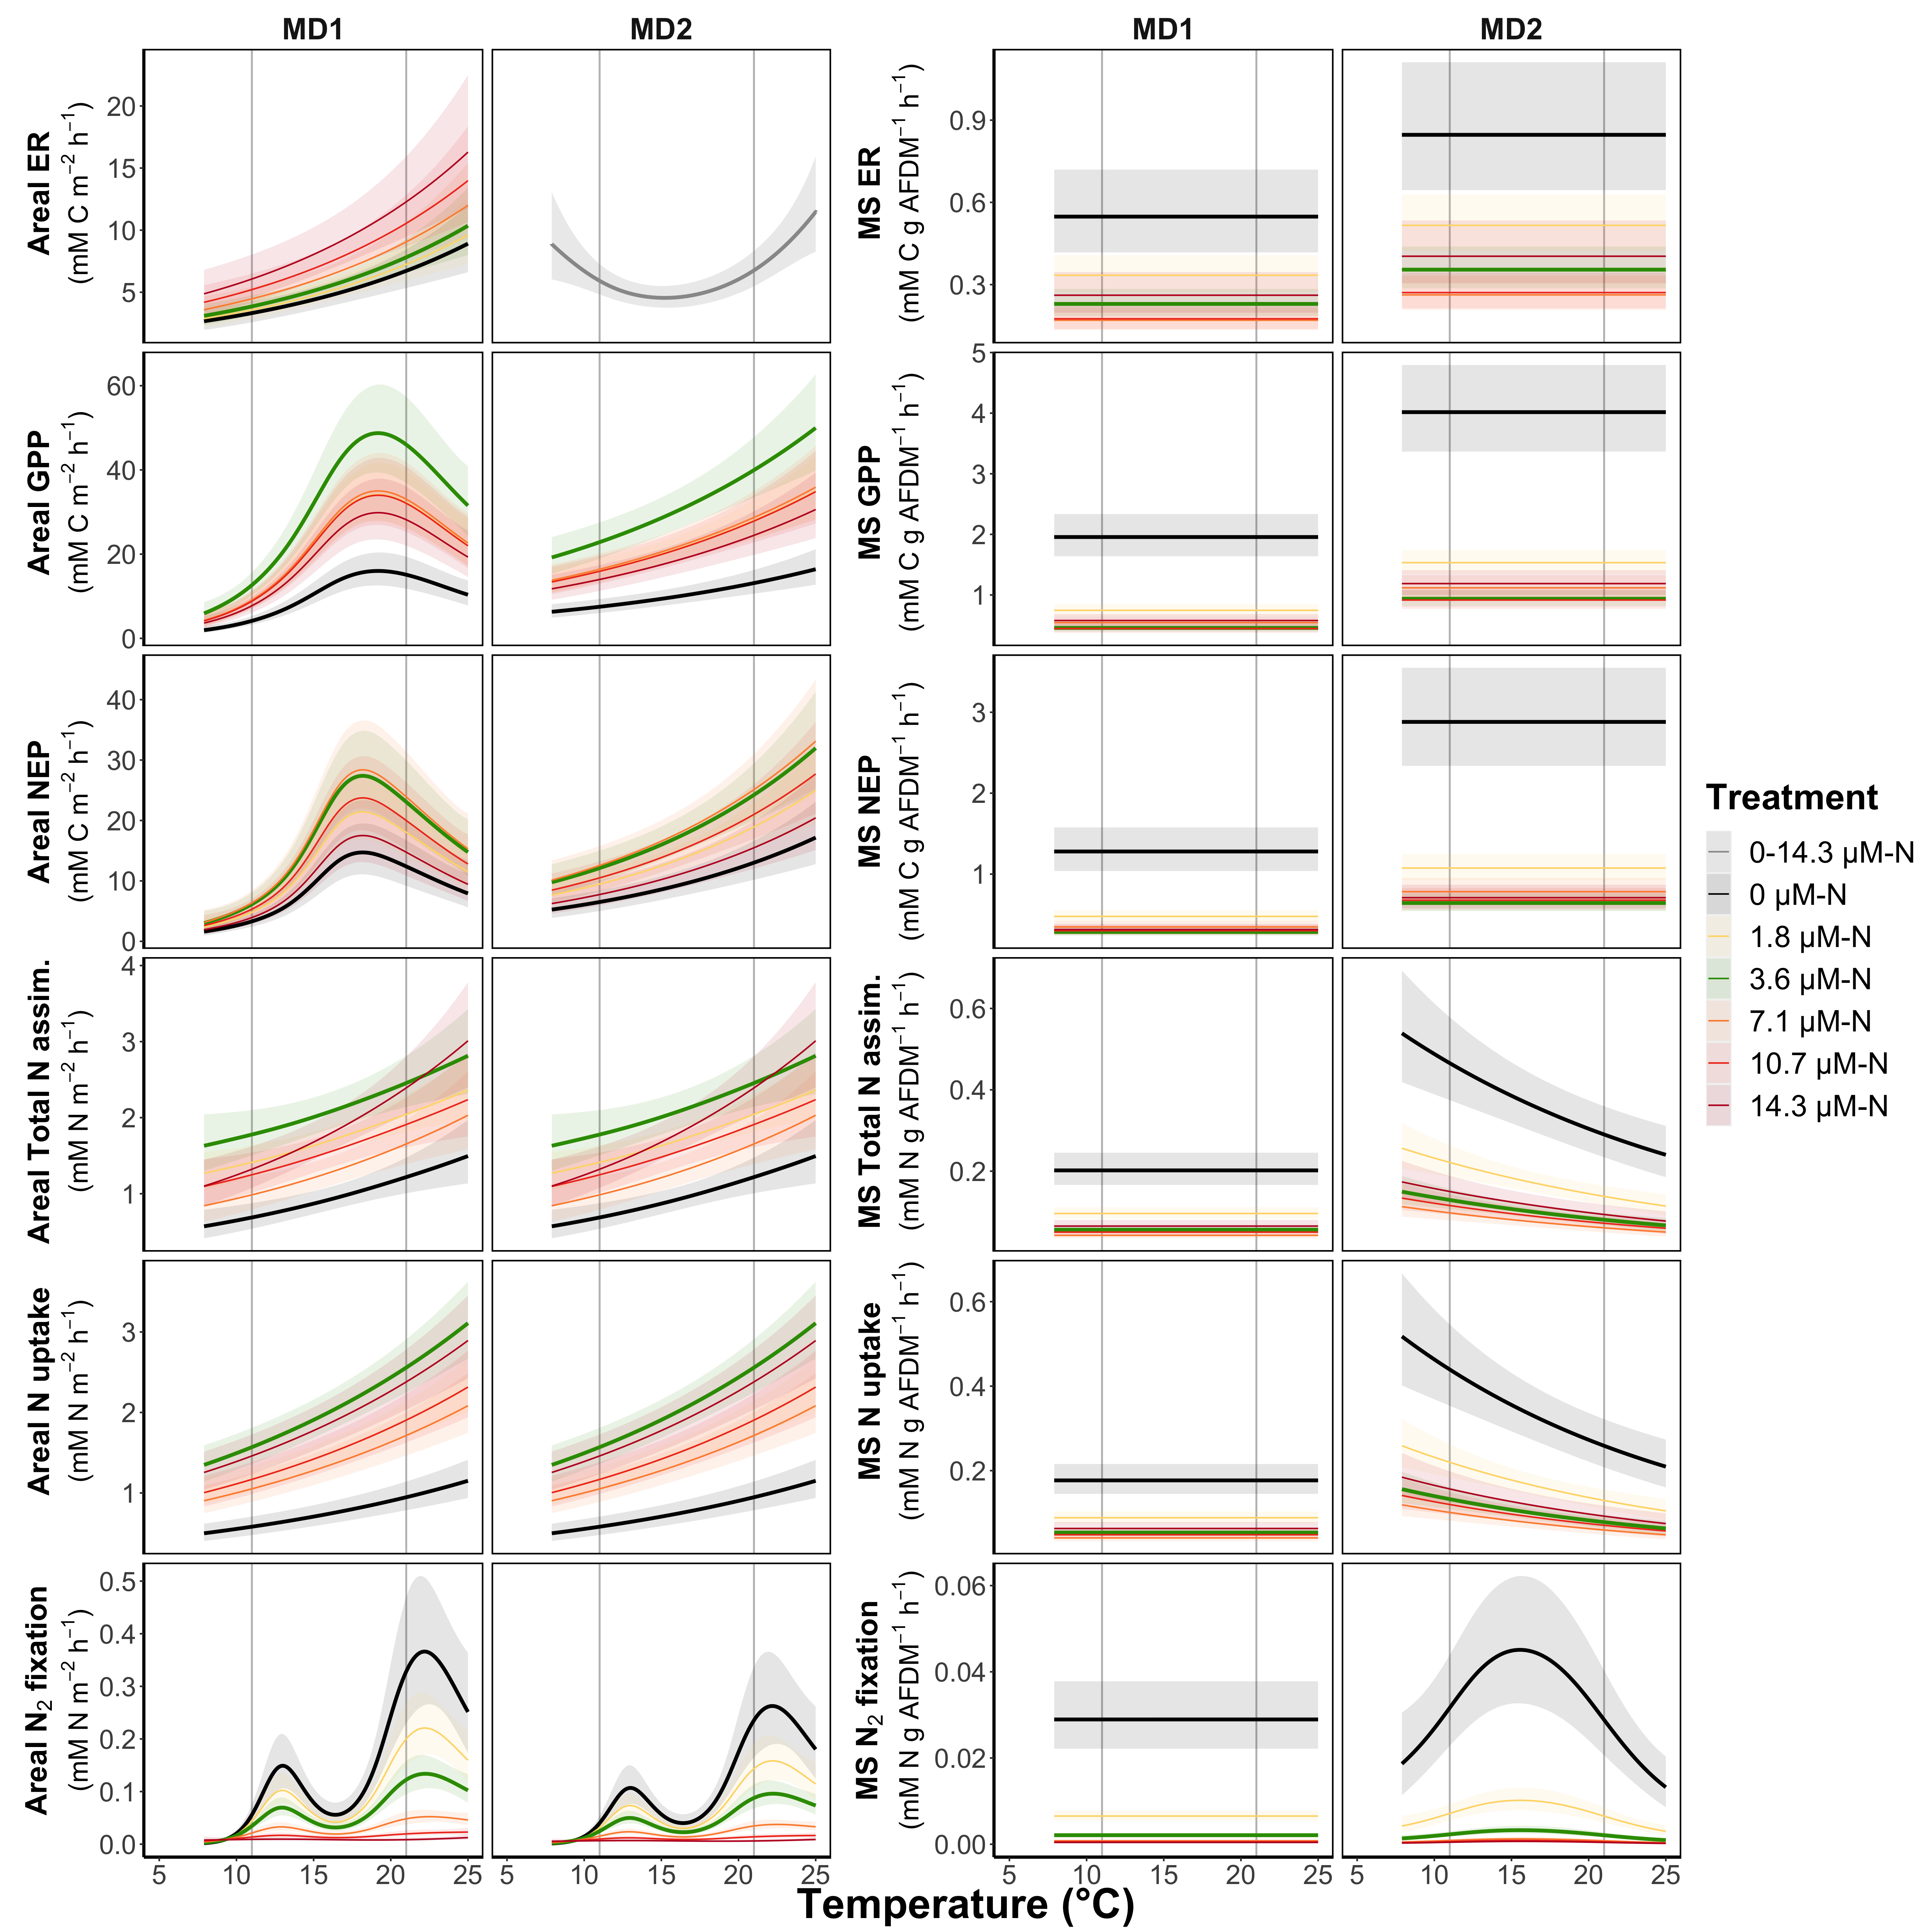 MD1
MD2
MD1
MD2
Areal ER
(mM C m⁻² h⁻¹)
20
15
10
5
MS ER
(mM C g AFDM⁻¹ h⁻¹)
0.9
0.6
0.3
Areal GPP
(mM C m⁻² h⁻¹)
60
40
20
0
MS GPP
(mM C g AFDM⁻¹ h⁻¹)
5
4
3
2
1
Areal NEP
(mM C m⁻² h⁻¹)
40
30
20
10
0
MS NEP
(mM C g AFDM⁻¹ h⁻¹)
3
2
1
Areal Total N assim.
(mM N m⁻² h⁻¹)
4
3
2
1
MS Total N assim.
(mM N g AFDM⁻¹ h⁻¹)
0.6
0.4
0.2
Areal N uptake
(mM N m⁻² h⁻¹)
3
2
1
MS N uptake
(mM N g AFDM⁻¹ h⁻¹)
0.6
0.4
0.2
Areal N₂ fixation
(mM N m⁻² h⁻¹)
0.5
0.4
0.3
0.2
0.1
0.0
MS N₂ fixation
(mM N g AFDM⁻¹ h⁻¹)
0.06
0.04
0.02
0.00
5 10 15 20 25
5 10 15 20 25
5 10 15 20 25
5 10 15 20 25
Temperature (°C)
Treatment
0-14.3 µM-N
0 µM-N
1.8 µM-N
3.6 µM-N
7.1 µM-N
10.7 µM-N
14.3 µM-N